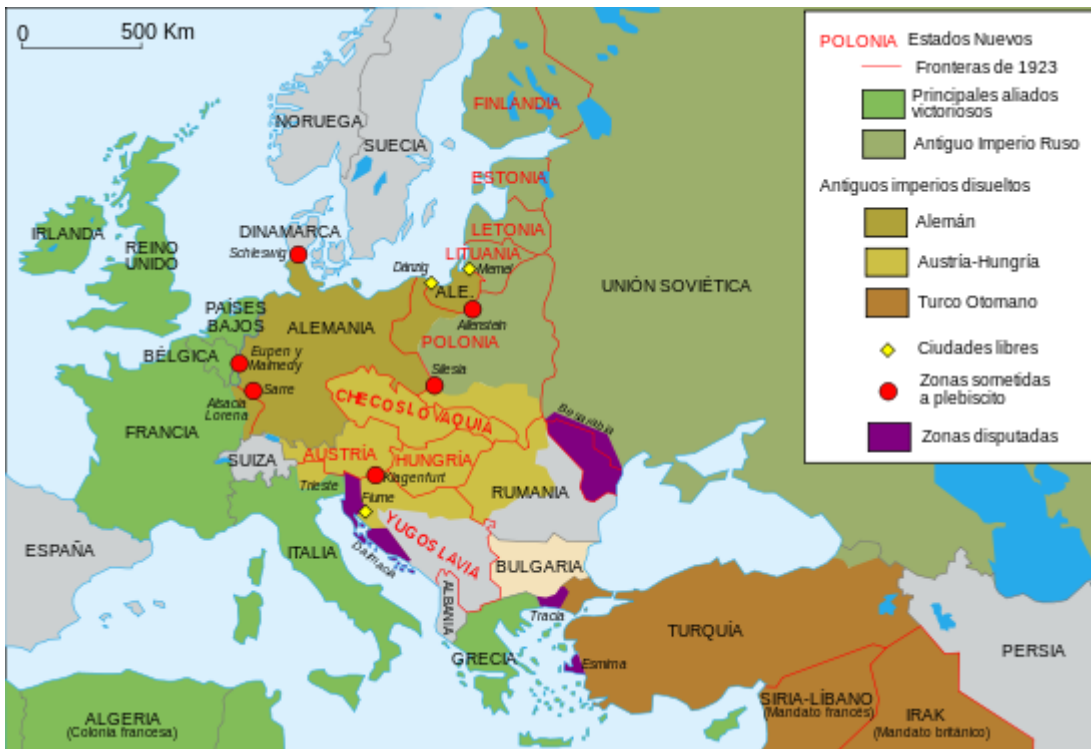 0 500 Km
NORUEGA
SUECIA
FINLANDIA
ESTONIA
LETONIA
LITUANIA
Memel
DINAMARCA
Schleswig
IRLANDA
REINO
UNIDO
Dánzig
ALE.
Allenstein
UNIÓN SOVIÉTICA
PAÍSES
BAJOS
ALEMANIA
POLONIA
BÉLGICA
Eupen y
Malmedy
Sarre
Silesia
Alsacia
Lorena
CHECOSLOVAQUIA
Besarabia
FRANCIA
SUIZA
AUSTRÍA
HUNGRÍA
Klagenfurt
Trieste
Fiume
RUMANIA
YUGOSLAVIA
Dalmacia
ESPAÑA
ITALIA
BULGARIA
ALBANIA
Tracia
GRECIA
Esmirna
TURQUÍA
PERSIA
SIRIA-LÍBANO
(Mandato francés)
IRAK
(Mandato británico)
ALGERIA
(Colonia francesa)
POLONIA Estados Nuevos
Fronteras de 1923
Principales aliados
victoriosos
Antiguo Imperio Ruso
Antiguos imperios disueltos
Alemán
Austría-Hungría
Turco Otomano
Ciudades libres
Zonas sometidas
a plebiscito
Zonas disputadas